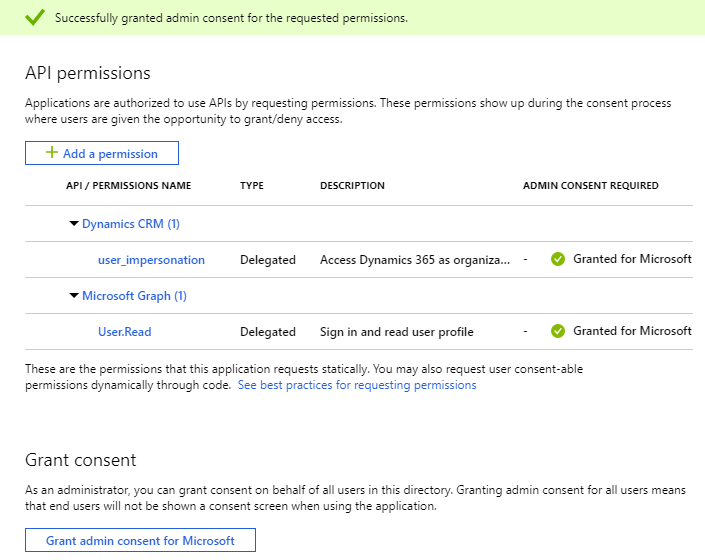 Successfully granted admin consent for the requested permissions.
API permissions
Applications are authorized to use APIs by requesting permissions. These permissions show up during the consent process
where users are given the opportunity to grant/deny access.
+ Add a permission
API / PERMISSIONS NAME TYPE DESCRIPTION ADMIN CONSENT REQUIRED
Dynamics CRM (1)
user_impersonation Delegated Access Dynamics 365 as organiza... - Granted for Microsoft
Microsoft Graph (1)
User.Read Delegated Sign in and read user profile - Granted for Microsoft
These are the permissions that this application requests statically. You may also request user consent-able
permissions dynamically through code. See best practices for requesting permissions
Grant consent
As an administrator, you can grant consent on behalf of all users in this directory. Granting admin consent for all users means
that end users will not be shown a consent screen when using the application.
Grant admin consent for Microsoft